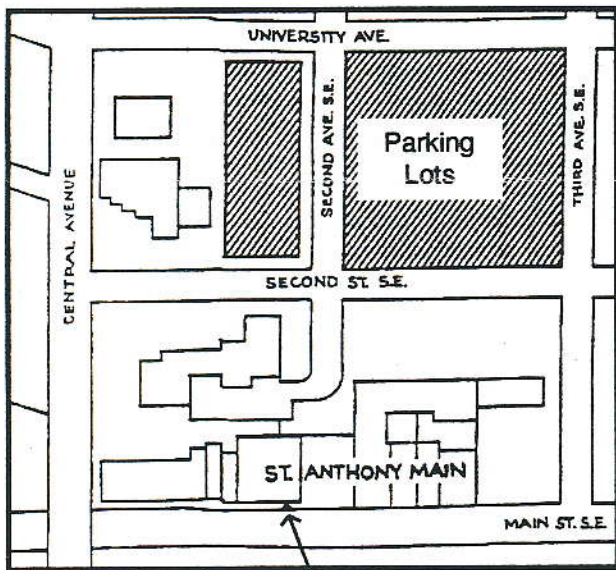 UNIVERSITY AVE.
SECOND AVE. S.E.
Parking
Lots
THIRD AVE. S.E.
CENTRAL AVENUE
SECOND ST. S.E.
ST. ANTHONY MAIN
MAIN ST. S.E